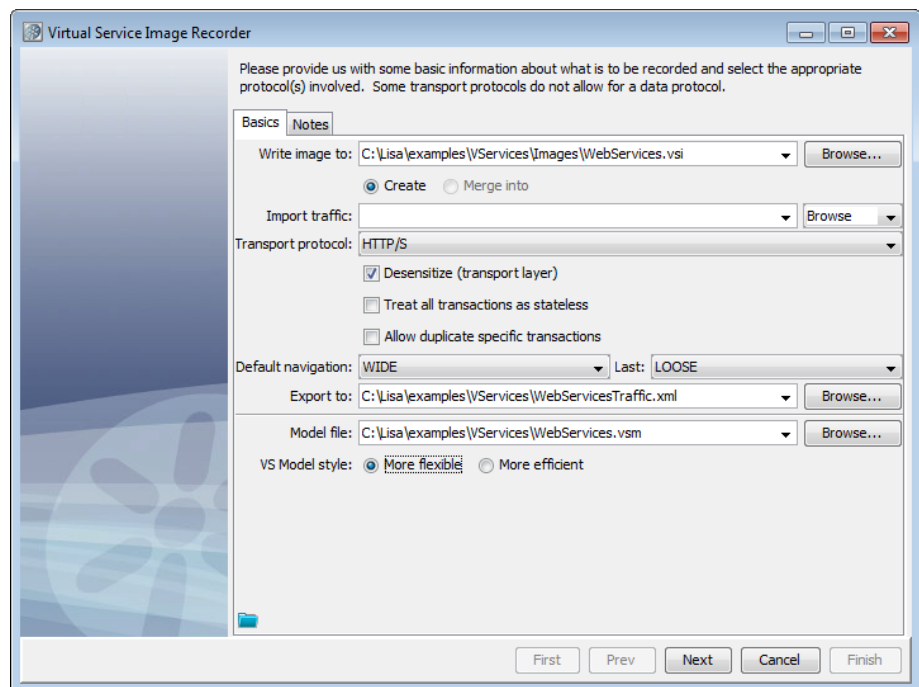 Virtual Service Image Recorder
Please provide us with some basic information about what is to be recorded and select the appropriate
protocol(s) involved. Some transport protocols do not allow for a data protocol.
Basics Notes
Write image to: C:\Lisa\examples\VServices\Images\WebServices.vsi Browse...
Create Merge into
Import traffic: Browse
Transport protocol: HTTP/S
Desensitize (transport layer)
Treat all transactions as stateless
Allow duplicate specific transactions
Default navigation: WIDE Last: LOOSE
Export to: C:\Lisa\examples\VServices\WebServicesTraffic.xml Browse...
Model file: C:\Lisa\examples\VServices\WebServices.vsm Browse...
VS Model style: More flexible More efficient
First Prev Next Cancel Finish